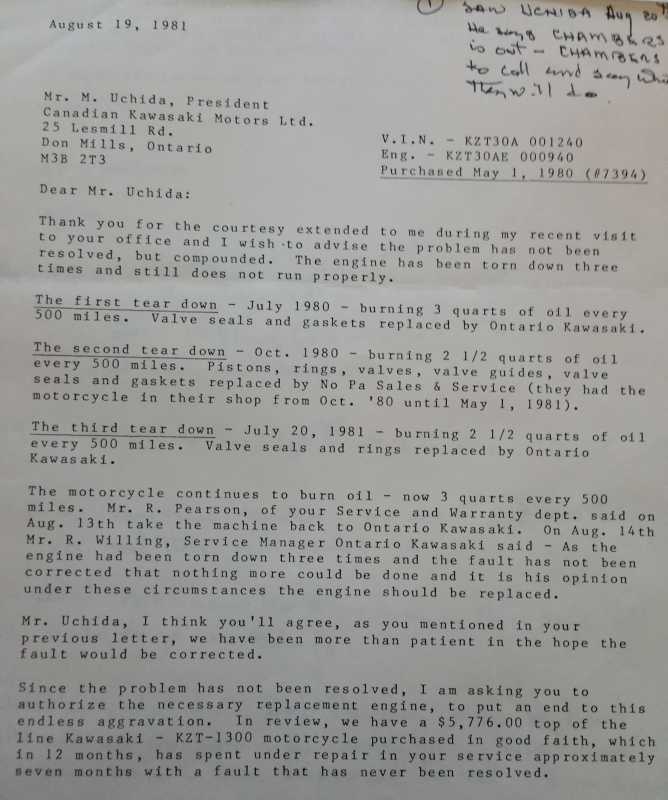 August 19, 1981
① SAW UCHIDA Aug 20th
He says CHAMBERS
is out - CHAMBERS
to call and say
They will do.
Mr. M. Uchida, President
Canadian Kawasaki Motors Ltd.
25 Lesmill Rd.
Don Mills, Ontario
M3B 2T3
V.I.N. - KZT30A 001240
Eng. - KZT30AE 000940
Purchased May 1, 1980 (#7394)
Dear Mr. Uchida:
Thank you for the courtesy extended to me during my recent visit
to your office and I wish to advise the problem has not been
resolved, but compounded. The engine has been torn down three
times and still does not run properly.
The first tear down - July 1980 - burning 3 quarts of oil every
500 miles. Valve seals and gaskets replaced by Ontario Kawasaki.
The second tear down - Oct. 1980 - burning 2 1/2 quarts of oil
every 500 miles. Pistons, rings, valves, valve guides, valve
seals and gaskets replaced by No Pa Sales & Service (they had the
motorcycle in their shop from Oct. '80 until May 1, 1981).
The third tear down - July 20, 1981 - burning 2 1/2 quarts of oil
every 500 miles. Valve seals and rings replaced by Ontario
Kawasaki.
The motorcycle continues to burn oil - now 3 quarts every 500
miles. Mr. R. Pearson, of your Service and Warranty dept. said on
Aug. 13th take the machine back to Ontario Kawasaki. On Aug. 14th
Mr. R. Willing, Service Manager Ontario Kawasaki said - As the
engine had been torn down three times and the fault has not been
corrected that nothing more could be done and it is his opinion
under these circumstances the engine should be replaced.
Mr. Uchida, I think you'll agree, as you mentioned in your
previous letter, we have been more than patient in the hope the
fault would be corrected.
Since the problem has not been resolved, I am asking you to
authorize the necessary replacement engine, to put an end to this
endless aggravation. In review, we have a $5,776.00 top of the
line Kawasaki - KZT-1300 motorcycle purchased in good faith, which
in 12 months, has spent under repair in your service approximately
seven months with a fault that has never been resolved.